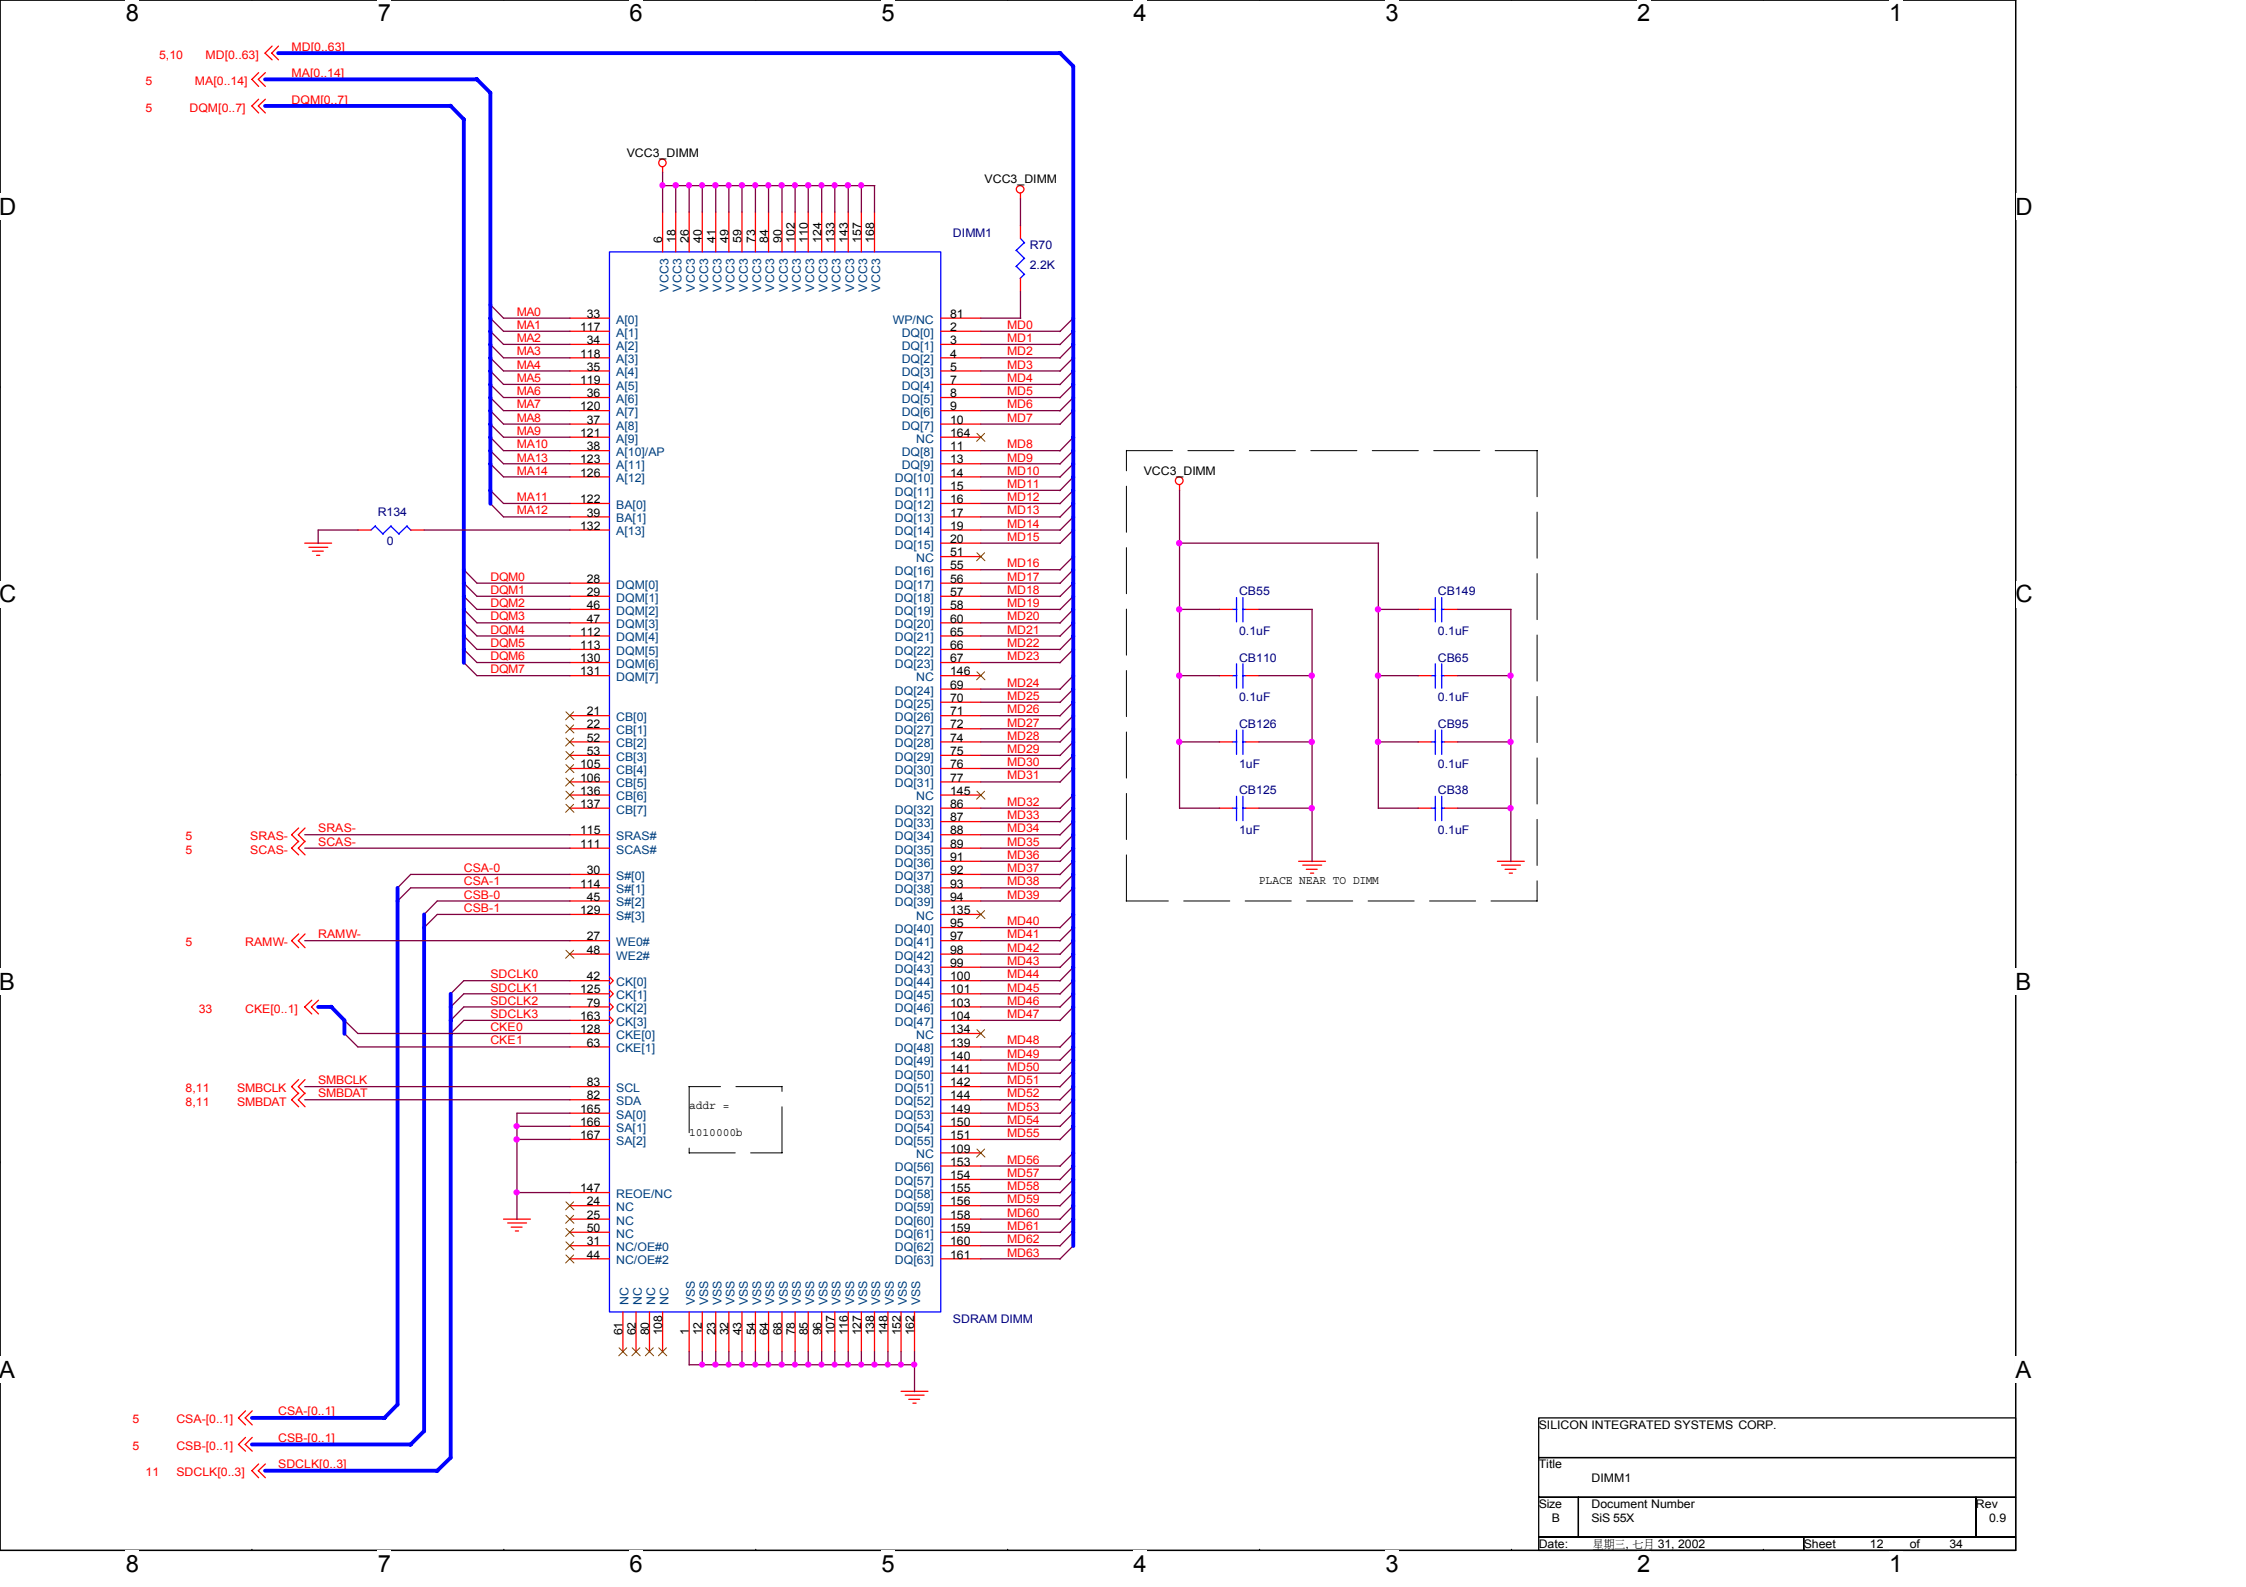 8 7 6 5 4 3 2 1
5,10 MD[0..63] MD[0..63]
5 MA[0..14] MA[0..14]
5 DQM[0..7] DQM[0..7]
VCC3_DIMM
VCC3_DIMM
D D
6 18 26 40 41 49 59 73 84 90 102 110 124 133 143 157 168
DIMM1
R70
2.2K
VCC3 VCC3 VCC3 VCC3 VCC3 VCC3 VCC3 VCC3 VCC3 VCC3 VCC3 VCC3 VCC3 VCC3 VCC3 VCC3 VCC3
MA0 33 A[0]
MA1 117 A[1]
MA2 34 A[2]
MA3 118 A[3]
MA4 35 A[4]
MA5 119 A[5]
MA6 36 A[6]
MA7 120 A[7]
MA8 37 A[8]
MA9 121 A[9]
MA10 38 A[10]/AP
MA13 123 A[11]
MA14 126 A[12]
MA11 122 BA[0]
MA12 39 BA[1]
R134
0
132 A[13]
C C
DQM0 28 DQM[0]
DQM1 29 DQM[1]
DQM2 46 DQM[2]
DQM3 47 DQM[3]
DQM4 112 DQM[4]
DQM5 113 DQM[5]
DQM6 130 DQM[6]
DQM7 131 DQM[7]
21 CB[0]
22 CB[1]
52 CB[2]
53 CB[3]
105 CB[4]
106 CB[5]
136 CB[6]
137 CB[7]
5 SRAS- SRAS- 115 SRAS#
5 SCAS- SCAS- 111 SCAS#
CSA-0 30 S#[0]
CSA-1 114 S#[1]
CSB-0 45 S#[2]
CSB-1 129 S#[3]
5 RAMW- RAMW- 27 WE0#
48 WE2#
B B
SDCLK0 42 CK[0]
SDCLK1 125 CK[1]
SDCLK2 79 CK[2]
SDCLK3 163 CK[3]
33 CKE[0..1]
CKE0 128 CKE[0]
CKE1 63 CKE[1]
8,11 SMBCLK SMBCLK 83 SCL
8,11 SMBDAT SMBDAT 82 SDA
165 SA[0]
166 SA[1]
167 SA[2]
addr =
1010000b
147 REOE/NC
24 NC
25 NC
50 NC
31 NC/OE#0
44 NC/OE#2
WP/NC 81
DQ[0] 2 MD0
DQ[1] 3 MD1
DQ[2] 4 MD2
DQ[3] 5 MD3
DQ[4] 7 MD4
DQ[5] 8 MD5
DQ[6] 9 MD6
DQ[7] 10 MD7
NC 164
DQ[8] 11 MD8
DQ[9] 13 MD9
DQ[10] 14 MD10
DQ[11] 15 MD11
DQ[12] 16 MD12
DQ[13] 17 MD13
DQ[14] 19 MD14
DQ[15] 20 MD15
NC 51
DQ[16] 55 MD16
DQ[17] 56 MD17
DQ[18] 57 MD18
DQ[19] 58 MD19
DQ[20] 60 MD20
DQ[21] 65 MD21
DQ[22] 66 MD22
DQ[23] 67 MD23
NC 146
DQ[24] 69 MD24
DQ[25] 70 MD25
DQ[26] 71 MD26
DQ[27] 72 MD27
DQ[28] 74 MD28
DQ[29] 75 MD29
DQ[30] 76 MD30
DQ[31] 77 MD31
NC 145
DQ[32] 86 MD32
DQ[33] 87 MD33
DQ[34] 88 MD34
DQ[35] 89 MD35
DQ[36] 91 MD36
DQ[37] 92 MD37
DQ[38] 93 MD38
DQ[39] 94 MD39
NC 135
DQ[40] 95 MD40
DQ[41] 97 MD41
DQ[42] 98 MD42
DQ[43] 99 MD43
DQ[44] 100 MD44
DQ[45] 101 MD45
DQ[46] 103 MD46
DQ[47] 104 MD47
NC 134
DQ[48] 139 MD48
DQ[49] 140 MD49
DQ[50] 141 MD50
DQ[51] 142 MD51
DQ[52] 144 MD52
DQ[53] 149 MD53
DQ[54] 150 MD54
DQ[55] 151 MD55
NC 109
DQ[56] 153 MD56
DQ[57] 154 MD57
DQ[58] 155 MD58
DQ[59] 156 MD59
DQ[60] 158 MD60
DQ[61] 159 MD61
DQ[62] 160 MD62
DQ[63] 161 MD63
NC NC NC NC VSS VSS VSS VSS VSS VSS VSS VSS VSS VSS VSS VSS VSS VSS VSS VSS VSS VSS
61 62 80 108 1 12 23 32 43 54 64 68 78 85 96 107 116 127 138 148 152 162
SDRAM DIMM
VCC3_DIMM
CB55 CB149
0.1uF 0.1uF
CB110 CB65
0.1uF 0.1uF
CB126 CB95
1uF 0.1uF
CB125 CB38
1uF 0.1uF
PLACE NEAR TO DIMM
A A
5 CSA-[0..1] CSA-[0..1]
5 CSB-[0..1] CSB-[0..1]
11 SDCLK[0..3] SDCLK[0..3]
SILICON INTEGRATED SYSTEMS CORP.
Title
DIMM1
Size Document Number Rev
B SiS 55X 0.9
Date: 星期三, 七月 31, 2002 Sheet 12 of 34
8 7 6 5 4 3 2 1